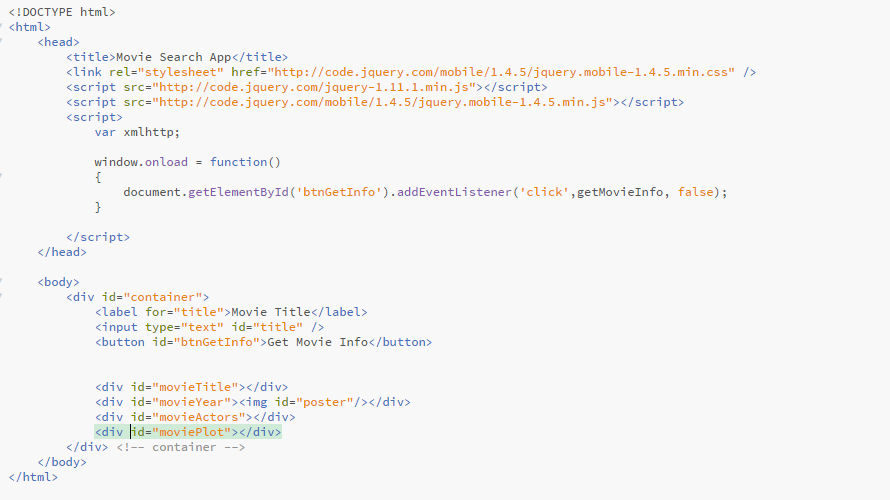 <!DOCTYPE html>
<html>
    <head>
        <title>Movie Search App</title>
        <link rel="stylesheet" href="http://code.jquery.com/mobile/1.4.5/jquery.mobile-1.4.5.min.css" />
        <script src="http://code.jquery.com/jquery-1.11.1.min.js"></script>
        <script src="http://code.jquery.com/mobile/1.4.5/jquery.mobile-1.4.5.min.js"></script>
        <script>
            var xmlhttp;
            window.onload = function()
            {
                document.getElementById('btnGetInfo').addEventListener('click',getMovieInfo, false);
            }
        </script>
    </head>
    <body>
        <div id="container">
            <label for="title">Movie Title</label>
            <input type="text" id="title" />
            <button id="btnGetInfo">Get Movie Info</button>
            <div id="movieTitle"></div>
            <div id="movieYear"><img id="poster"/></div>
            <div id="movieActors"></div>
            <div id="moviePlot"></div>
        </div> <!-- container -->
    </body>
</html>